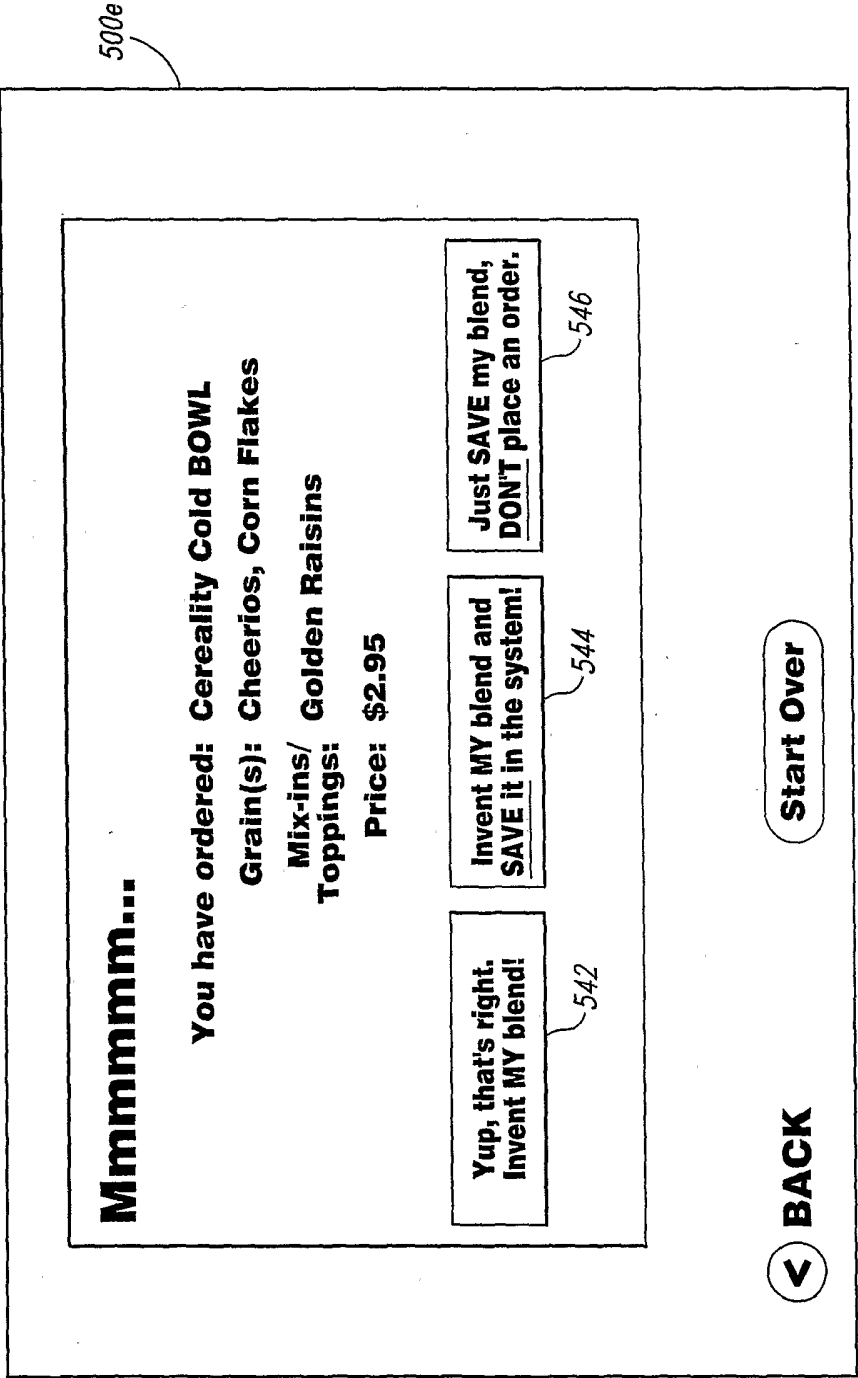 500e
Mmmmmm...
You have ordered: Cereality Cold BOWL
Grain(s): Cheerios, Corn Flakes
Mix-ins/
Toppings: Golden Raisins
Price: $2.95
Yup, that's right.
Invent MY blend!
542
Invent MY blend and
SAVE it in the system!
544
Just SAVE my blend,
DON'T place an order.
546
< BACK
Start Over